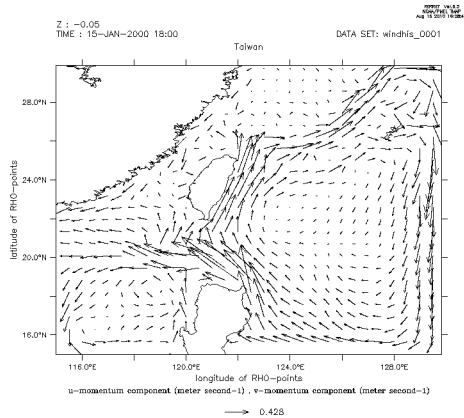 FERRET Ver.6.2
NOAA/PMEL TMAP
Z : -0.05
TIME : 15-JAN-2000 18:00
DATA SET: windhis_0001
Taiwan
28.0°N
24.0°N
20.0°N
16.0°N
latitude of RHO-points
116.0°E 120.0°E 124.0°E 128.0°E
longitude of RHO-points
u-momentum component (meter second-1) , v-momentum component (meter second-1)
0.428